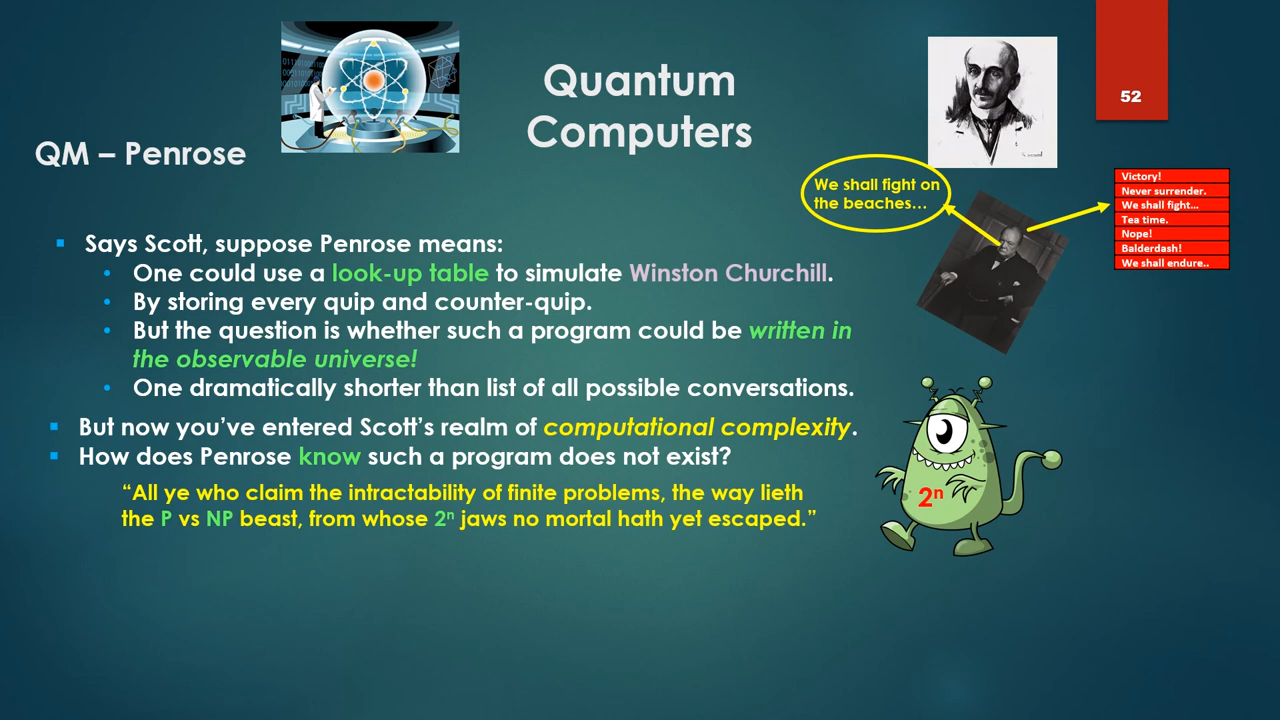 Quantum
Computers
52
QM – Penrose
We shall fight on
the beaches…
Victory!
Never surrender.
We shall fight…
Tea time.
Nope!
Balderdash!
We shall endure..
Says Scott, suppose Penrose means:
One could use a look-up table to simulate Winston Churchill.
By storing every quip and counter-quip.
But the question is whether such a program could be written in
the observable universe!
One dramatically shorter than list of all possible conversations.
But now you’ve entered Scott’s realm of computational complexity.
How does Penrose know such a program does not exist?
“All ye who claim the intractability of finite problems, the way lieth
the P vs NP beast, from whose 2ⁿ jaws no mortal hath yet escaped.”
2ⁿ